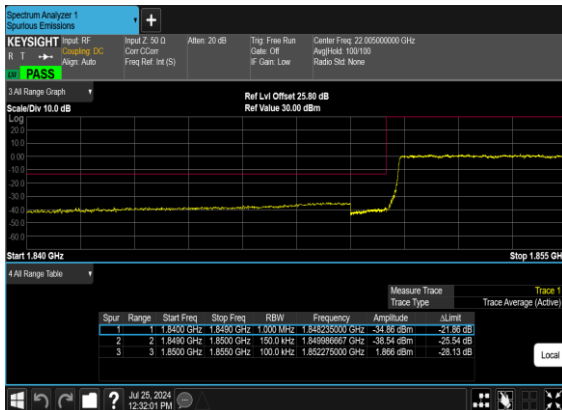 Spectrum Analyzer 1
Spurious Emissions
KEYSIGHT Input: RF Input Z: 50 Ω Atten: 20 dB Trig: Free Run Center Freq: 22.005000000 GHz
R T Coupling: DC Corr CCorr Gate: Off Avg|Hold: 100/100
Align: Auto Freq Ref: Int (S) IF Gain: Low Radio Std: None
PASS
3 All Range Graph
Ref Lvl Offset 25.80 dB
Scale/Div 10.0 dB Ref Value 30.00 dBm
Log
20.0
10.0
0.00
-10.0
-20.0
-30.0
-40.0
-50.0
-60.0
Start 1.840 GHz Stop 1.855 GH
4 All Range Table
Measure Trace Trace 1
Trace Type Trace Average (Active)
Spur Range Start Freq Stop Freq RBW Frequency Amplitude ΔLimit
1 1 1.8400 GHz 1.8490 GHz 1.000 MHz 1.848235000 GHz -34.86 dBm -21.86 dB
2 2 1.8490 GHz 1.8500 GHz 150.0 kHz 1.849986667 GHz -38.54 dBm -25.54 dB
3 3 1.8500 GHz 1.8550 GHz 100.0 kHz 1.852275000 GHz 1.866 dBm -28.13 dB
Local
Jul 25, 2024
12:32:01 PM